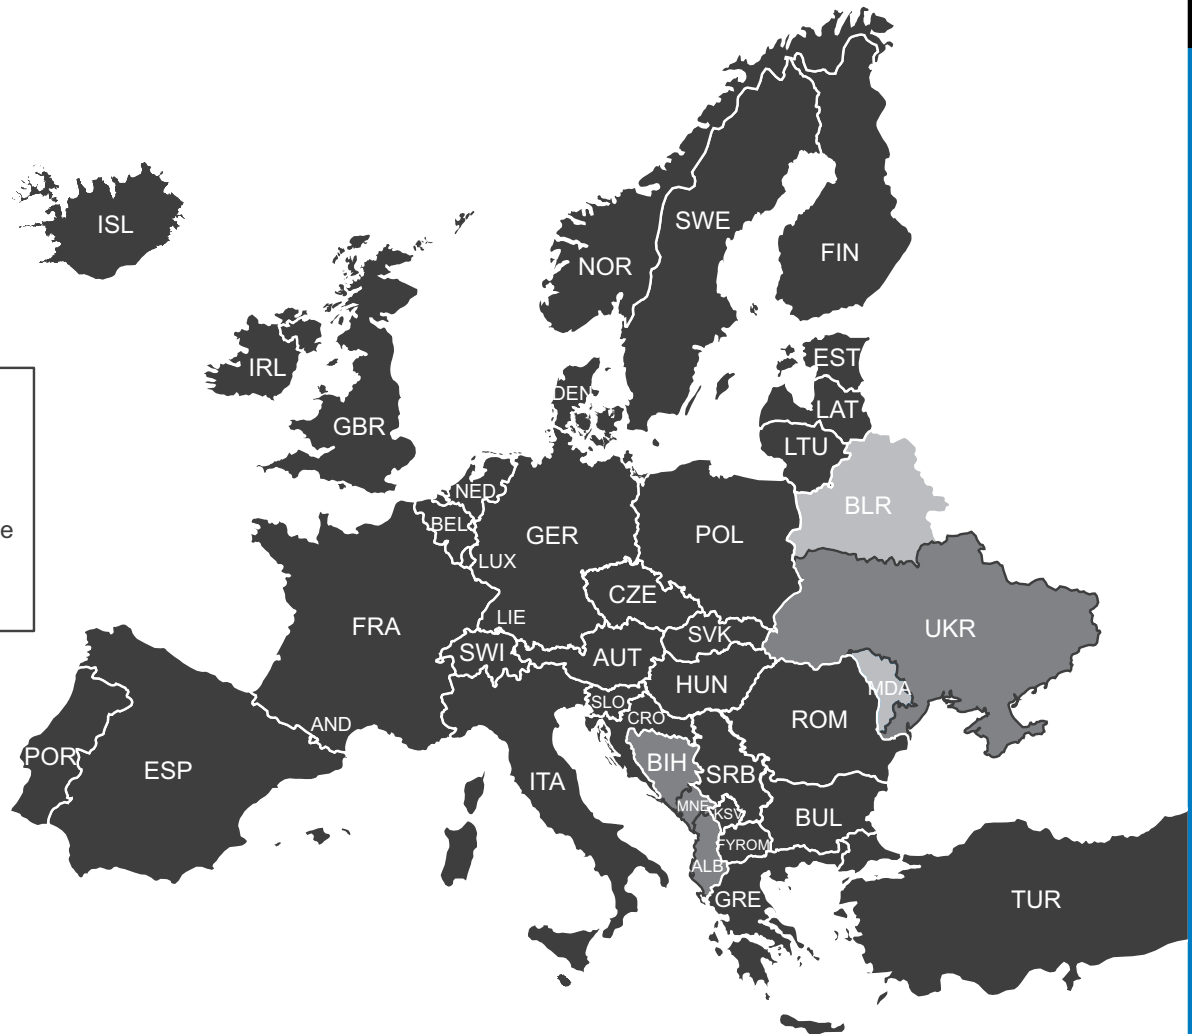 ISL
SWE
FIN
NOR
EST
IRL
DEN
LAT
GBR
LTU
NED
BLR
BEL
GER
POL
e
LUX
CZE
LIE
FRA
UKR
SVK
SWI
AUT
HUN
MDA
SLO
CRO
ROM
AND
POR
ESP
BIH
SRB
ITA
MNE
KSV
BUL
FYROM
ALB
GRE
TUR